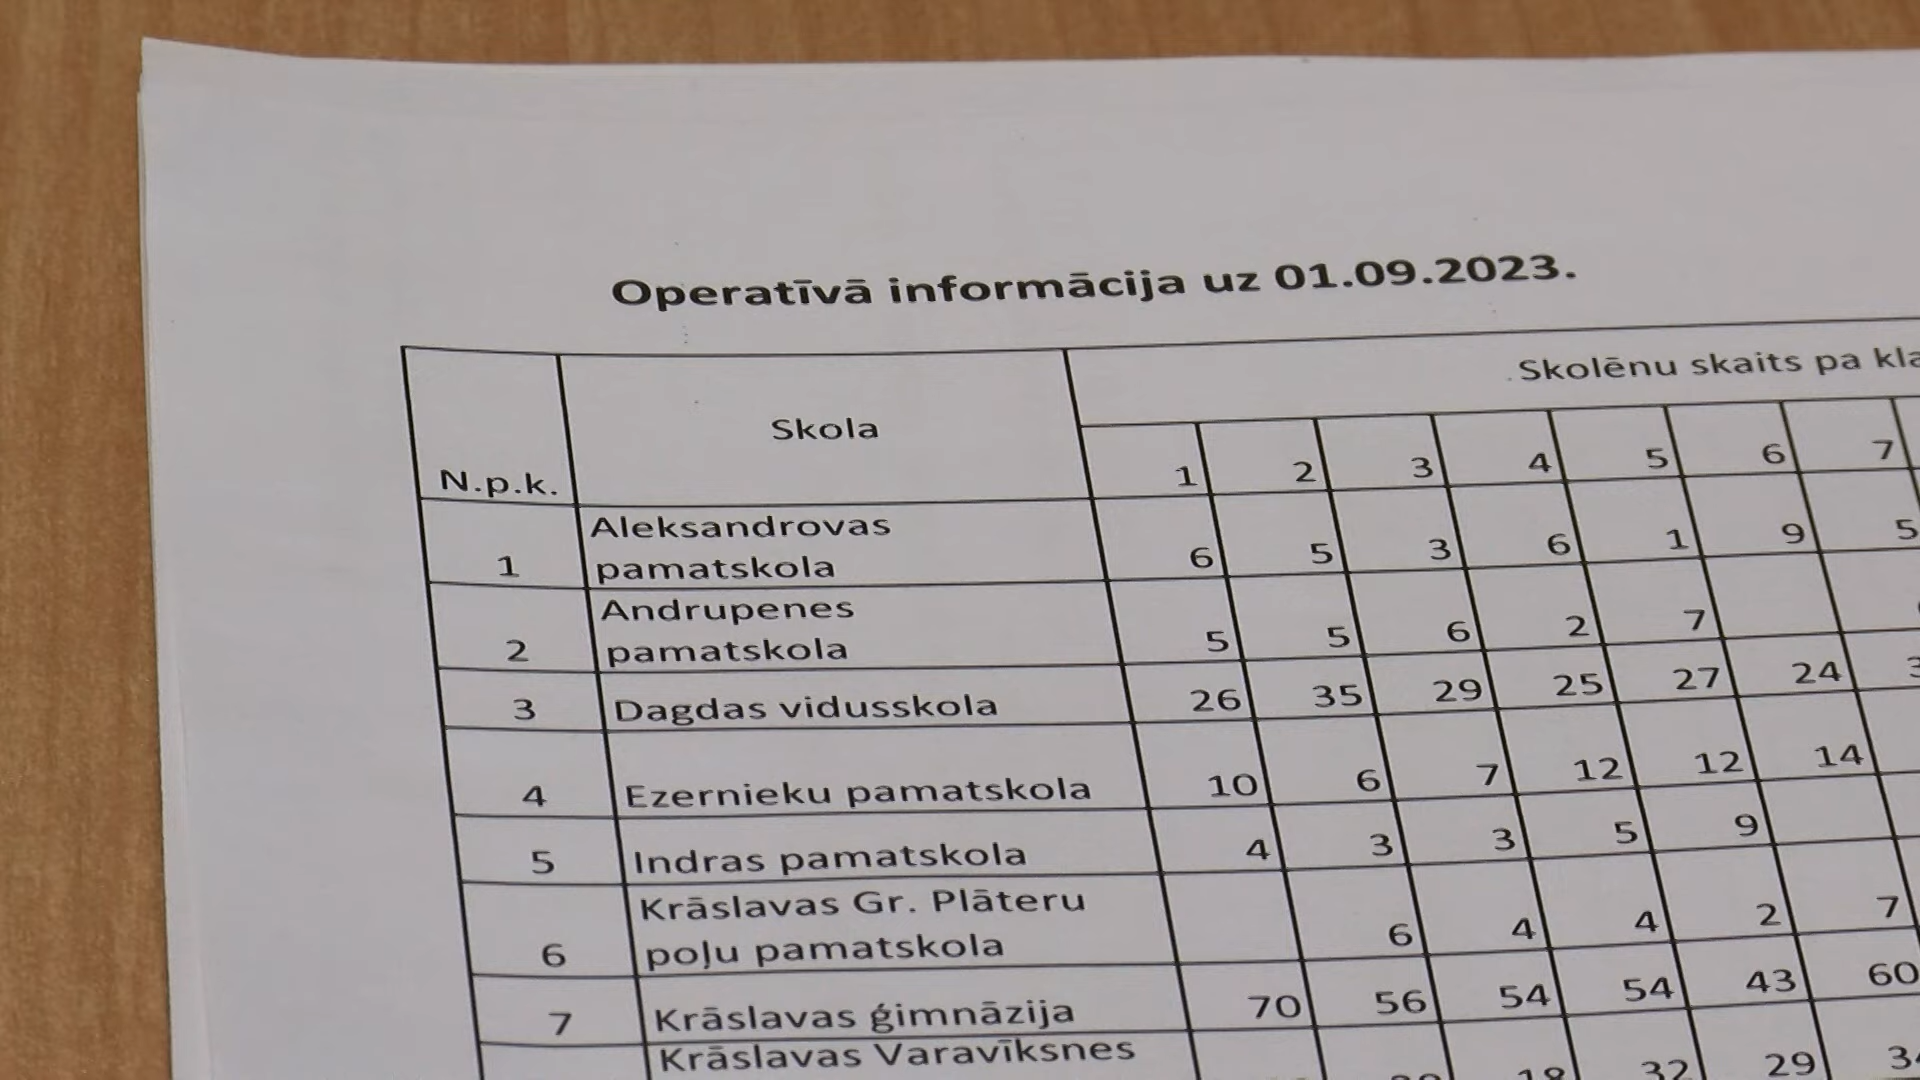 Operatīvā informācija uz 01.09.2023.
N.p.k. Skola Skolēnu skaits pa
1 2 3 4 5 6 7
1 Aleksandrovas pamatskola 6 5 3 6 1 9 5
2 Andrupenes pamatskola 5 5 6 2 7
3 Dagdas vidusskola 26 35 29 25 27 24
4 Ezernieku pamatskola 10 6 7 12 12 14
5 Indras pamatskola 4 3 3 5 9
6 Krāslavas Gr. Plāteru poļu pamatskola 6 4 4 2 7
7 Krāslavas ģimnāzija 70 56 54 54 43 60
Krāslavas Varavīksnes 32 29